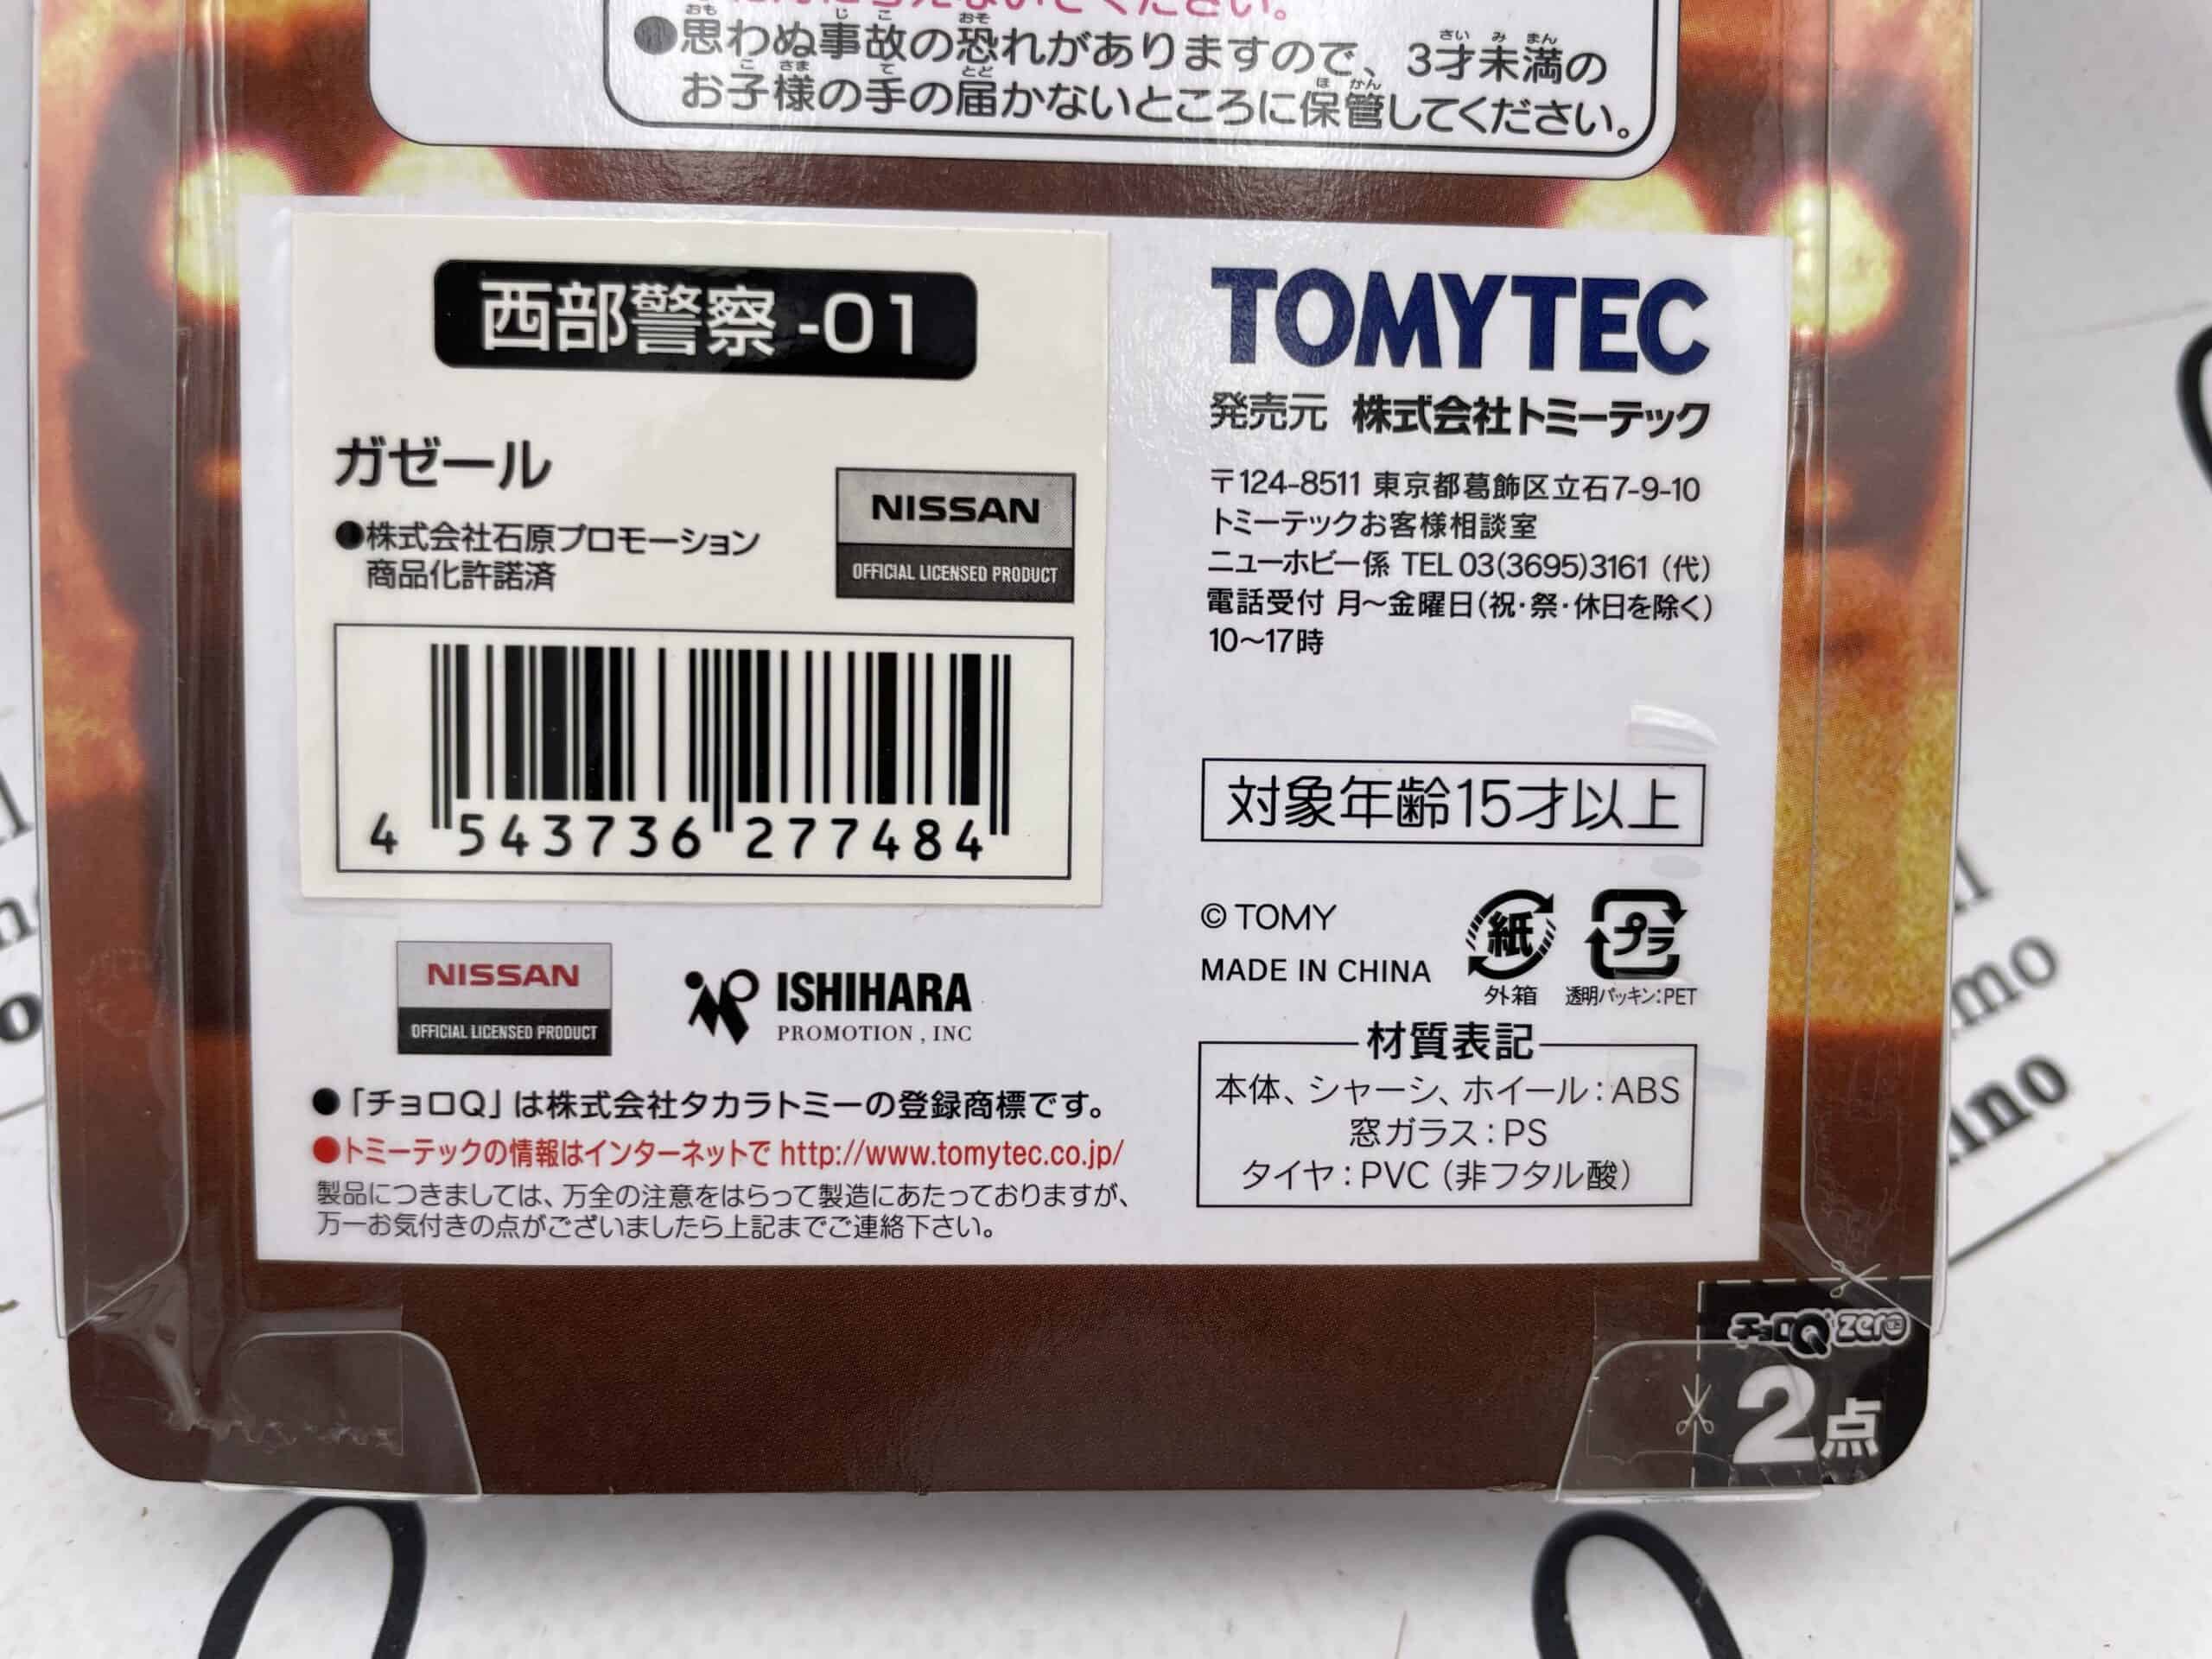 ●思わぬ事故の恐れがありますので、3才未満の
お子様の手の届かないところに保管してください。
西部警察 -01
ガゼール
●株式会社石原プロモーション
商品化許諾済
NISSAN
OFFICIAL LICENSED PRODUCT
4 543736 277484
NISSAN
OFFICIAL LICENSED PRODUCT
ISHIHARA
PROMOTION , INC
●「チョロQ」は株式会社タカラトミーの登録商標です。
●トミーテックの情報はインターネットで http://www.tomytec.co.jp/
製品につきましては、万全の注意をはらって製造にあたっておりますが、
万一お気付きの点がございましたら上記までご連絡下さい。
TOMYTEC
発売元 株式会社トミーテック
〒124-8511 東京都葛飾区立石7-9-10
トミーテックお客様相談室
ニューホビー係 TEL 03(3695)3161 (代)
電話受付 月〜金曜日(祝・祭・休日を除く)
10〜17時
対象年齢15才以上
© TOMY
MADE IN CHINA
紙
外箱
プラ
透明パッキン:PET
材質表記
本体、シャーシ、ホイール:ABS
窓ガラス:PS
タイヤ:PVC(非フタル酸)
チョロQ zero
2点